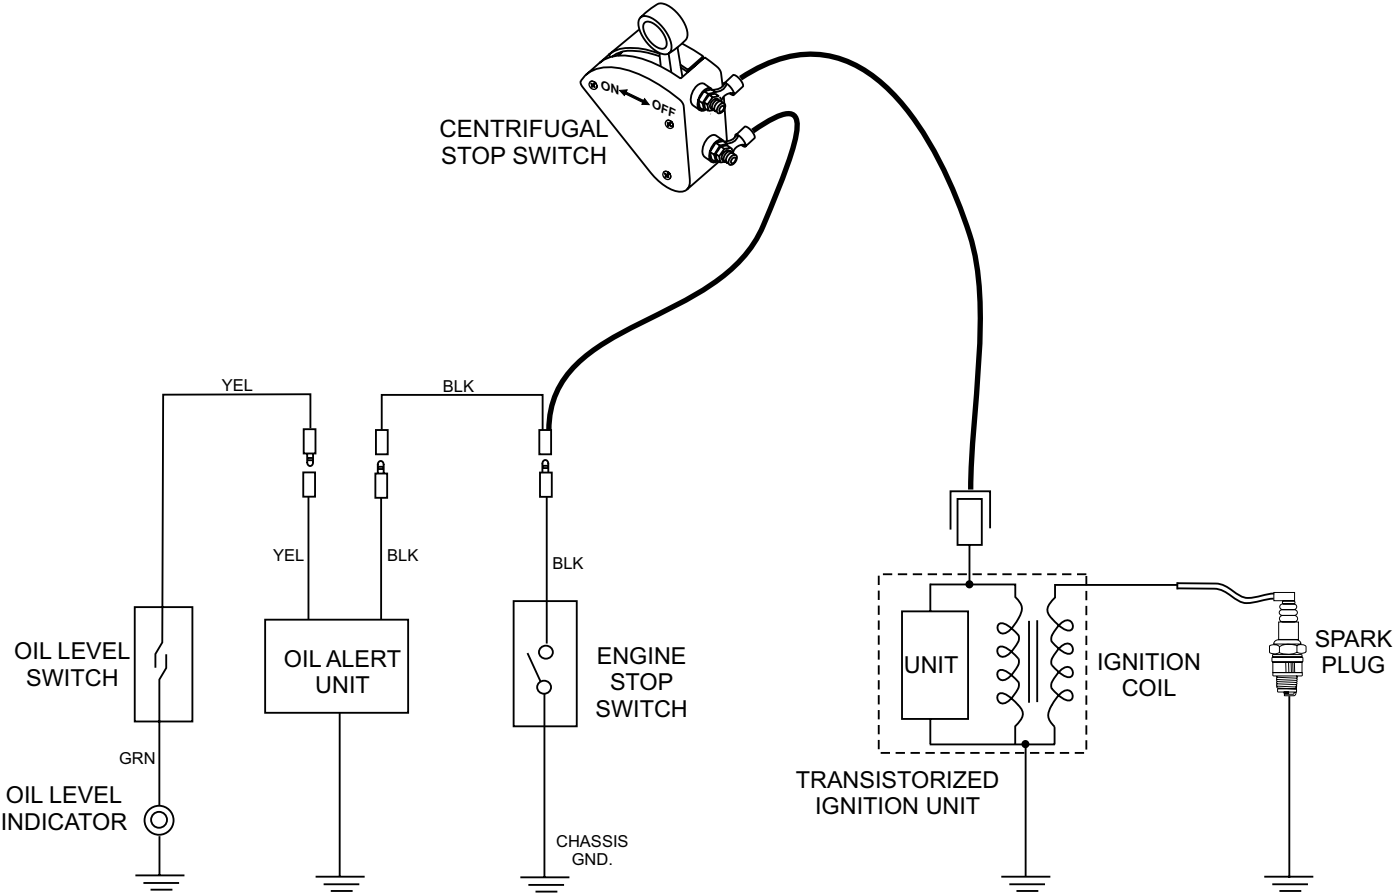 ON
OFF
CENTRIFUGAL
STOP SWITCH
YEL
BLK
YEL
BLK
BLK
OIL LEVEL
SWITCH
OIL ALERT
UNIT
ENGINE
STOP
SWITCH
UNIT
IGNITION
COIL
SPARK
PLUG
GRN
OIL LEVEL
INDICATOR
TRANSISTORIZED
IGNITION UNIT
CHASSIS
GND.